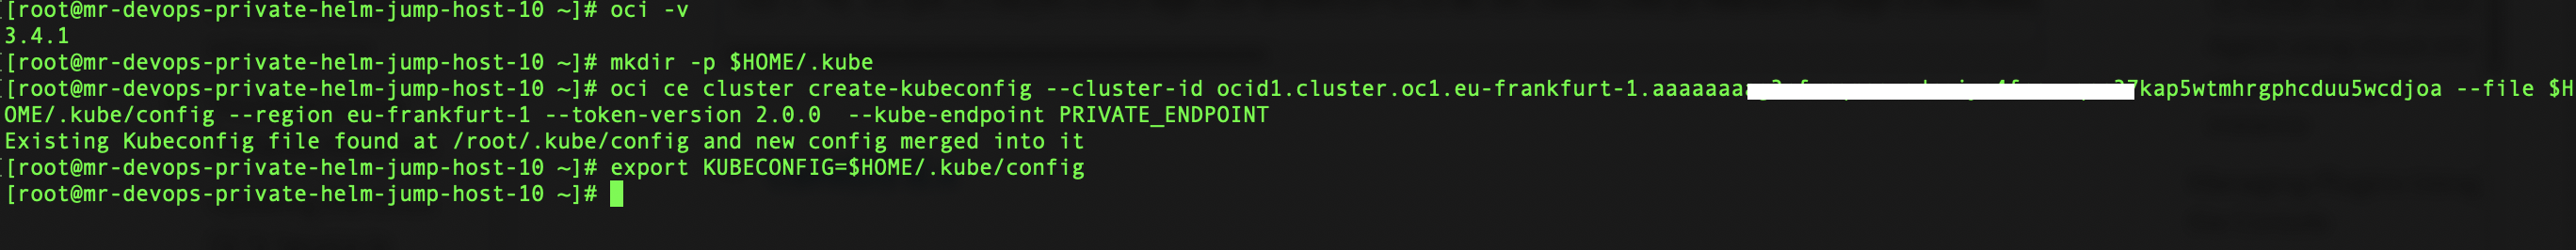 [root@mr-devops-private-helm-jump-host-10 ~]# oci -v
3.4.1
[root@mr-devops-private-helm-jump-host-10 ~]# mkdir -p $HOME/.kube
[root@mr-devops-private-helm-jump-host-10 ~]# oci ce cluster create-kubeconfig --cluster-id ocid1.cluster.oc1.eu-frankfurt-1.aaaaaaaa 7kap5wtmhrgphcduu5wcdjoa --file $H
OME/.kube/config --region eu-frankfurt-1 --token-version 2.0.0  --kube-endpoint PRIVATE_ENDPOINT
Existing Kubeconfig file found at /root/.kube/config and new config merged into it
[root@mr-devops-private-helm-jump-host-10 ~]# export KUBECONFIG=$HOME/.kube/config
[root@mr-devops-private-helm-jump-host-10 ~]#